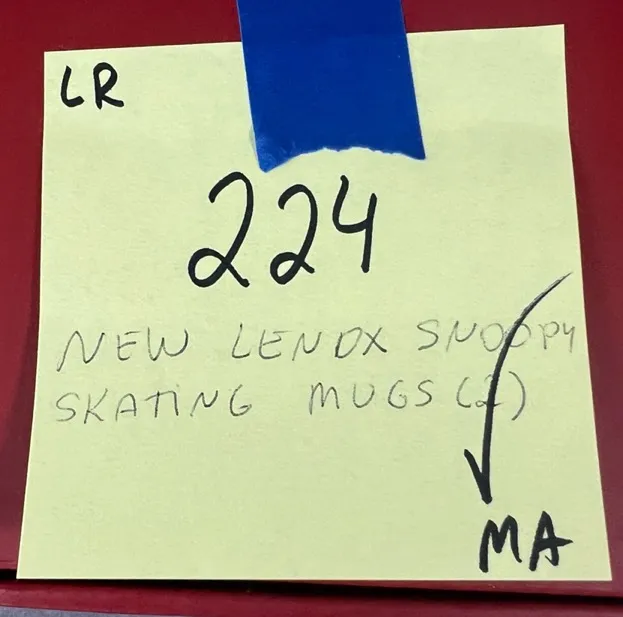 LR
224
NEW LENOX SNOOPY
SKATING MUGS (2)
MA